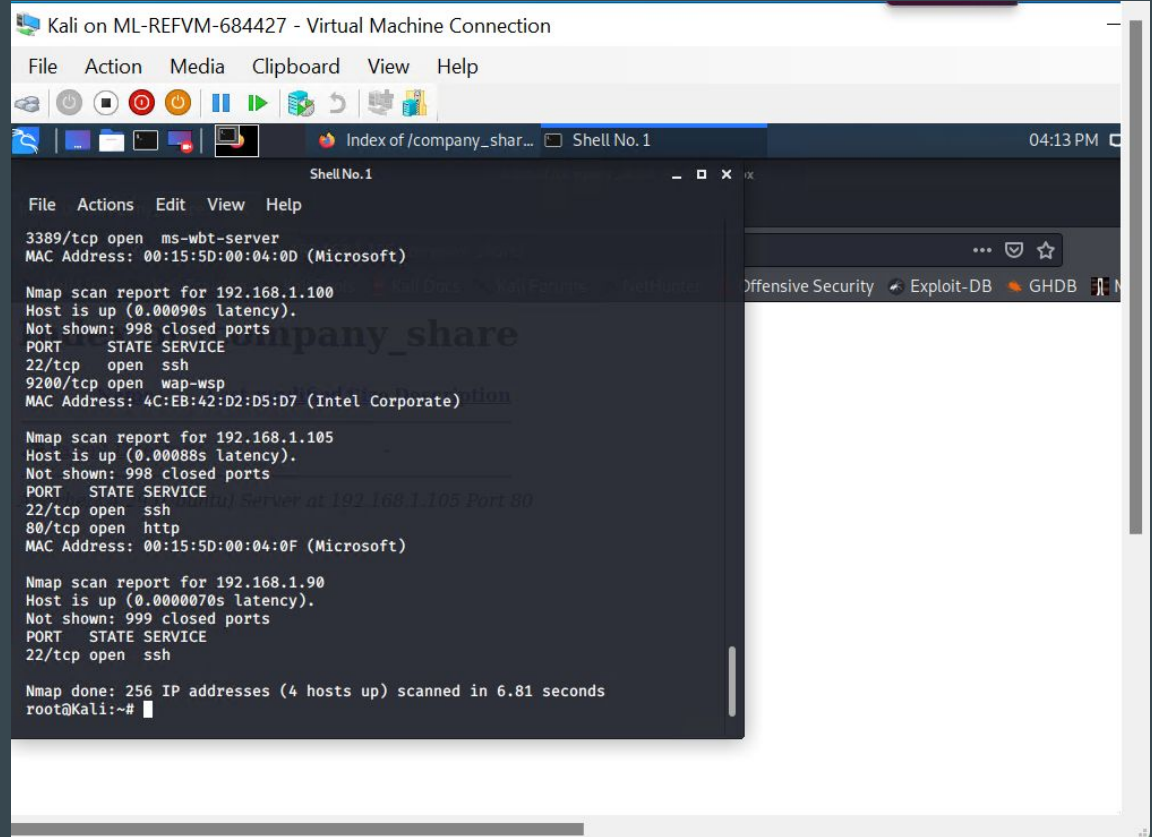 Kali on ML-REFVM-684427 - Virtual Machine Connection
File Action Media Clipboard View Help
Index of /company_shar... Shell No. 1 04:13 PM
Shell No. 1
File Actions Edit View Help
3389/tcp open ms-wbt-server
MAC Address: 00:15:5D:00:04:0D (Microsoft)
Offensive Security Exploit-DB GHDB
Nmap scan report for 192.168.1.100
Host is up (0.00090s latency).
Not shown: 998 closed ports
PORT STATE SERVICE
22/tcp open ssh
9200/tcp open wap-wsp
MAC Address: 4C:EB:42:D2:D5:D7 (Intel Corporate)
Nmap scan report for 192.168.1.105
Host is up (0.00088s latency).
Not shown: 998 closed ports
PORT STATE SERVICE
22/tcp open ssh
80/tcp open http
MAC Address: 00:15:5D:00:04:0F (Microsoft)
Nmap scan report for 192.168.1.90
Host is up (0.0000070s latency).
Not shown: 999 closed ports
PORT STATE SERVICE
22/tcp open ssh
Nmap done: 256 IP addresses (4 hosts up) scanned in 6.81 seconds
root@Kali:~#